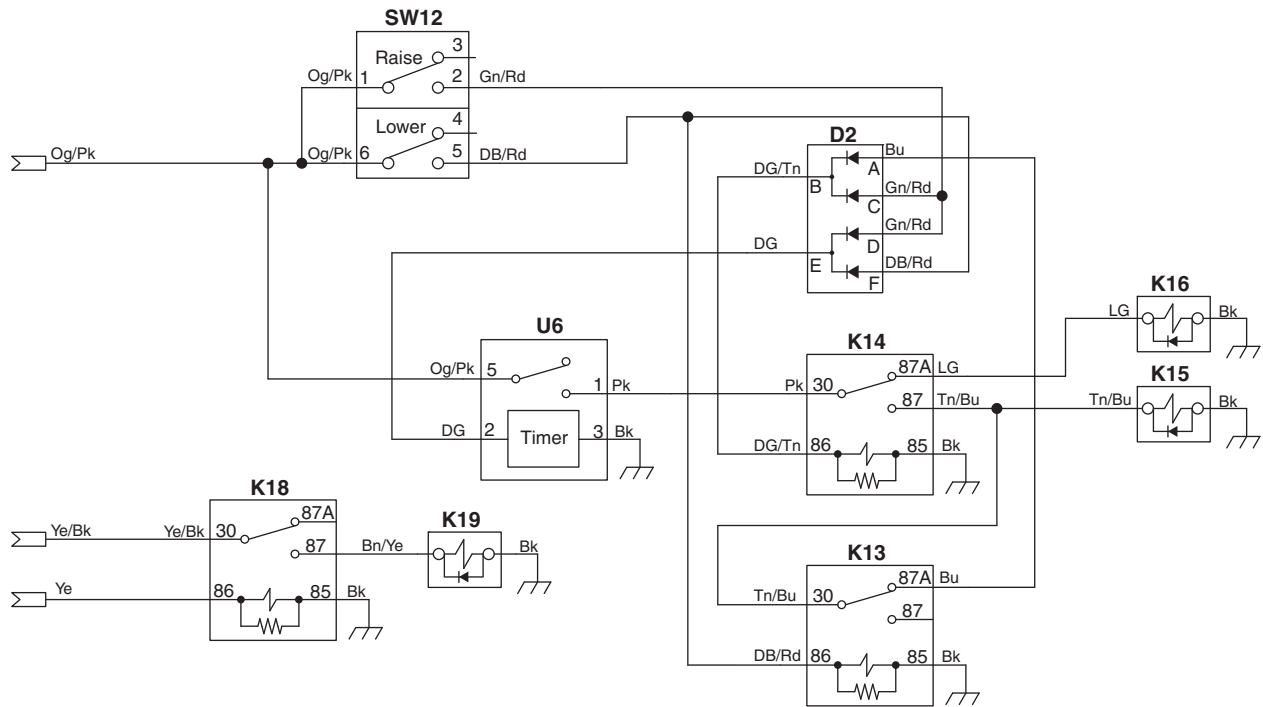 SW12
Raise 3
Og/Pk 1 2 Gn/Rd
Lower 4
Og/Pk Og/Pk 6 5 DB/Rd
D2
Bu
DG/Tn A
B Gn/Rd
C
Gn/Rd
DG D
E DB/Rd
F
K16
LG Bk
U6
K14
87A LG
K15
Og/Pk 5
1 Pk Pk 30
87 Tn/Bu Tn/Bu Bk
DG 2 Timer 3 Bk
DG/Tn 86 85 Bk
K18
87A
K19
Ye/Bk Ye/Bk 30
87 Bn/Ye Bk
K13
87A Bu
Ye 86 85 Bk
Tn/Bu 30
87
DB/Rd 86 85 Bk